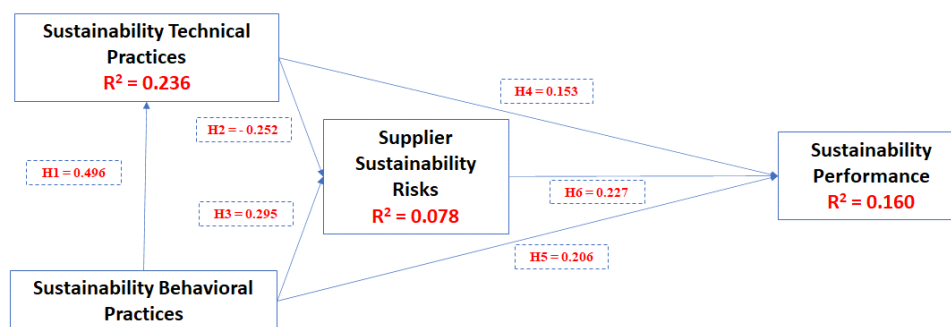 Sustainability Technical
Practices
R² = 0.236
H4 = 0.153
H2 = - 0.252
Supplier
Sustainability
Risks
R² = 0.078
Sustainability
Performance
R² = 0.160
H1 = 0.496
H6 = 0.227
H3 = 0.295
H5 = 0.206
Sustainability Behavioral
Practices